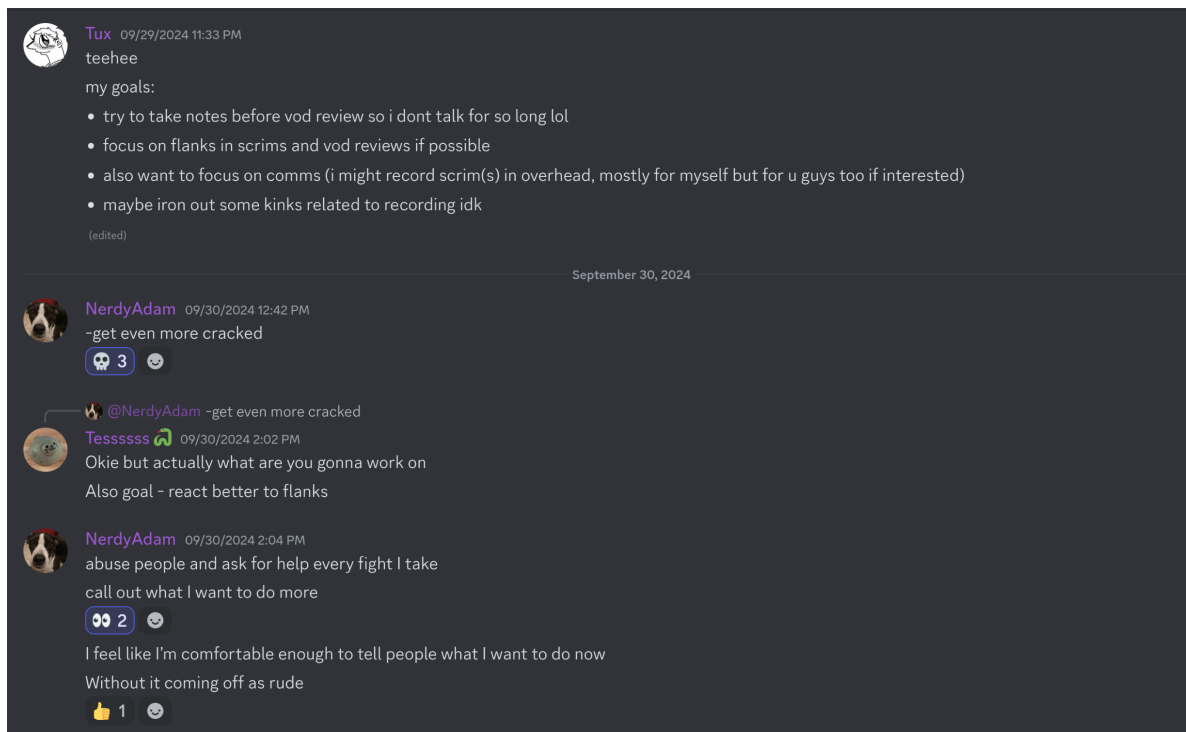 Tux 09/29/2024 11:33 PM
teehee
my goals:
• try to take notes before vod review so i dont talk for so long lol
• focus on flanks in scrims and vod reviews if possible
• also want to focus on comms (i might record scrim(s) in overhead, mostly for myself but for u guys too if interested)
• maybe iron out some kinks related to recording idk
(edited)
September 30, 2024
NerdyAdam 09/30/2024 12:42 PM
-get even more cracked
💀 3
@NerdyAdam -get even more cracked
Tessssss 🐍 09/30/2024 2:02 PM
Okie but actually what are you gonna work on
Also goal - react better to flanks
NerdyAdam 09/30/2024 2:04 PM
abuse people and ask for help every fight I take
call out what I want to do more
👀 2
I feel like I'm comfortable enough to tell people what I want to do now
Without it coming off as rude
👍 1